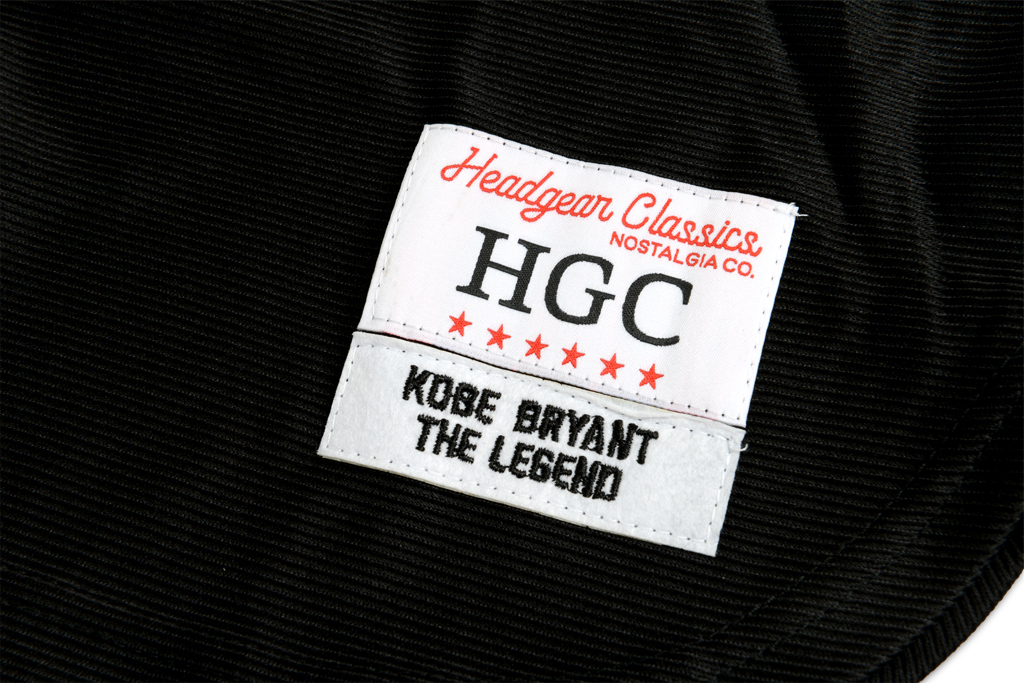 Headgear Classics
NOSTALGIA CO.
HGC
KOBE BRYANT
THE LEGEND